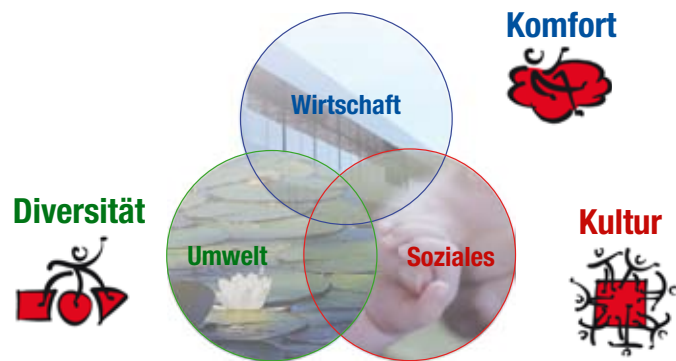 Komfort
Wirtschaft
Diversität
Kultur
Umwelt
Soziales